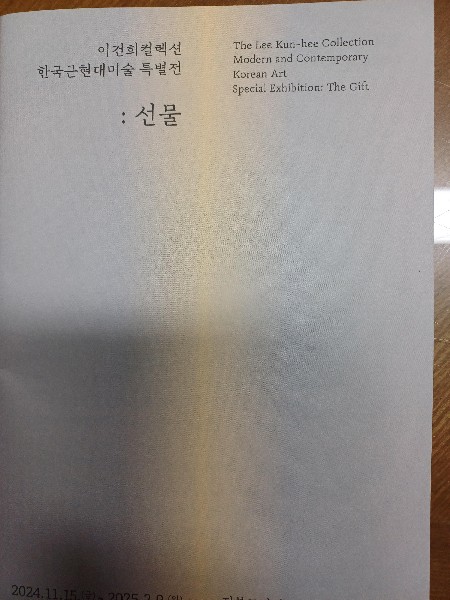 이건희컬렉션
한국근현대미술 특별전
: 선물
The Lee Kun-hee Collection
Modern and Contemporary
Korean Art
Special Exhibition: The Gift
2024.11.15